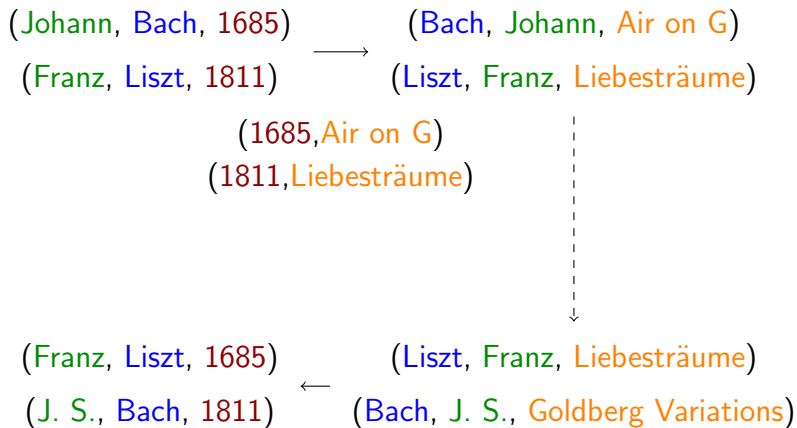 (Johann, Bach, 1685)
(Franz, Liszt, 1811)
(Bach, Johann, Air on G)
(Liszt, Franz, Liebesträume)
(1685,Air on G)
(1811,Liebesträume)
(Franz, Liszt, 1685)
(J. S., Bach, 1811)
(Liszt, Franz, Liebesträume)
(Bach, J. S., Goldberg Variations)